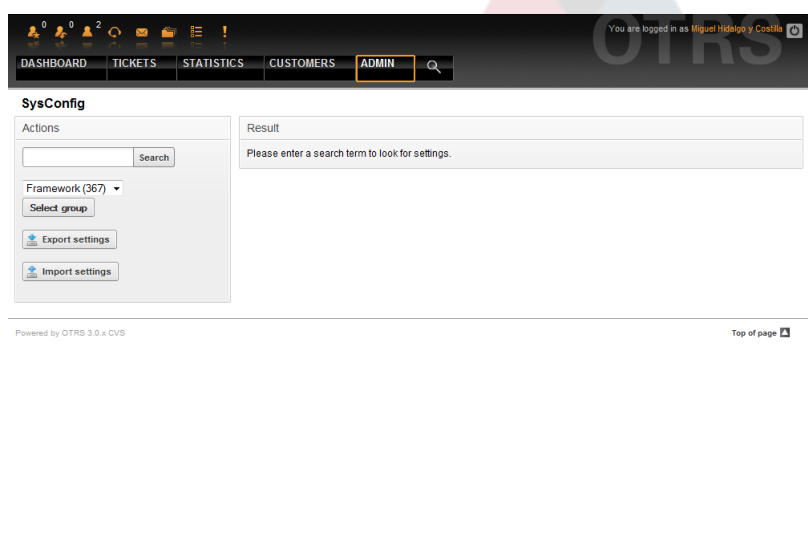 0 0 2
You are logged in as Miguel Hidalgo y Costilla
OTRS
DASHBOARD TICKETS STATISTICS CUSTOMERS ADMIN
SysConfig
Actions
Search
Framework (367)
Select group
Export settings
Import settings
Result
Please enter a search term to look for settings.
Powered by OTRS 3.0.x CVS
Top of page